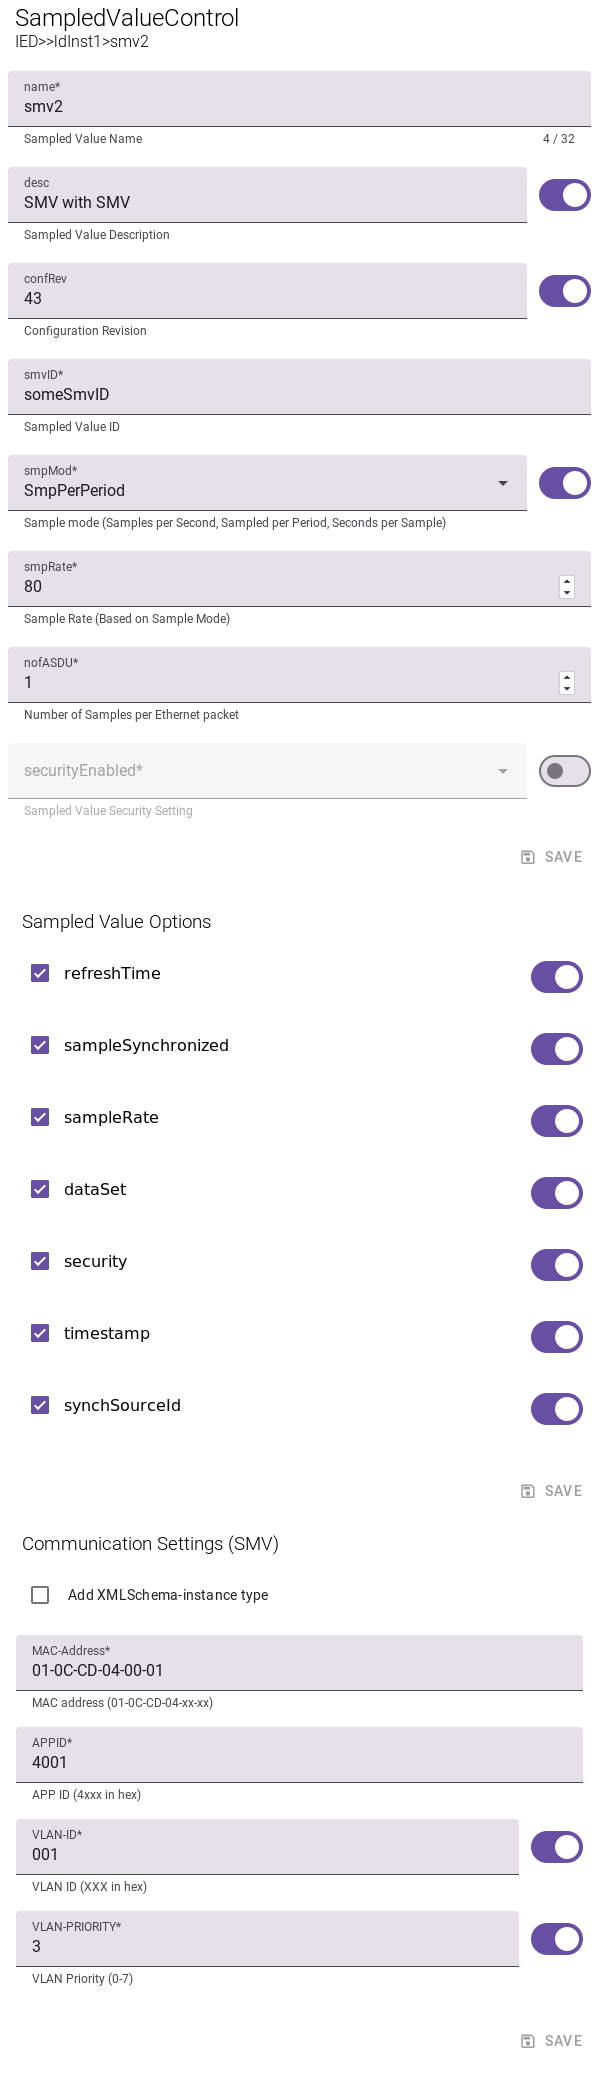 SampledValueControl
IED>>ldInst1>smv2
name*
smv2
Sampled Value Name 4 / 32
desc
SMV with SMV
Sampled Value Description
confRev
43
Configuration Revision
smvID*
someSmvID
Sampled Value ID
smpMod*
SmpPerPeriod
Sample mode (Samples per Second, Sampled per Period, Seconds per Sample)
smpRate*
80
Sample Rate (Based on Sample Mode)
nofASDU*
1
Number of Samples per Ethernet packet
securityEnabled*
Sampled Value Security Setting
SAVE
Sampled Value Options
refreshTime
sampleSynchronized
sampleRate
dataSet
security
timestamp
synchSourceId
SAVE
Communication Settings (SMV)
Add XMLSchema-instance type
MAC-Address*
01-0C-CD-04-00-01
MAC address (01-0C-CD-04-xx-xx)
APPID*
4001
APP ID (4xxx in hex)
VLAN-ID*
001
VLAN ID (XXX in hex)
VLAN-PRIORITY*
3
VLAN Priority (0-7)
SAVE